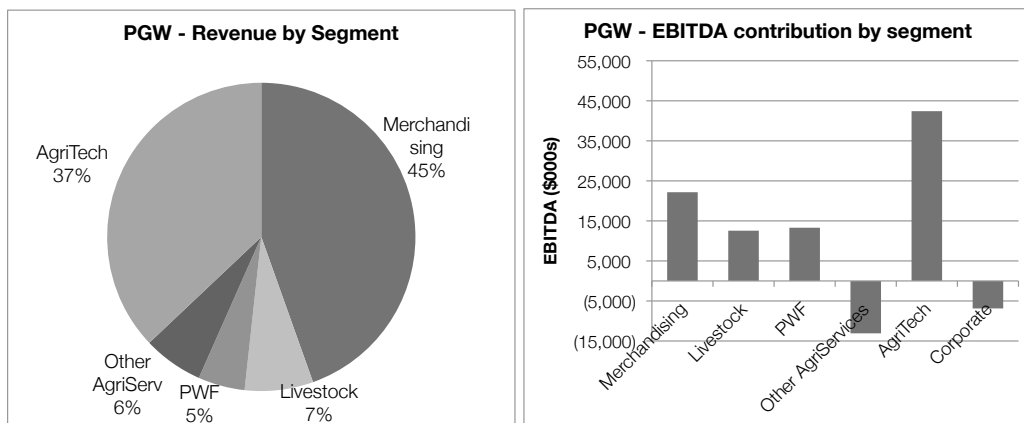 PGW - Revenue by Segment
Merchandi
sing
45%
AgriTech
37%
Other
AgriServ
6%
PWF
5%
Livestock
7%
PGW - EBITDA contribution by segment
EBITDA ($000s)
55,000
45,000
35,000
25,000
15,000
5,000
(5,000)
(15,000)
Merchandising
Livestock
PWF
Other AgriServices
AgriTech
Corporate